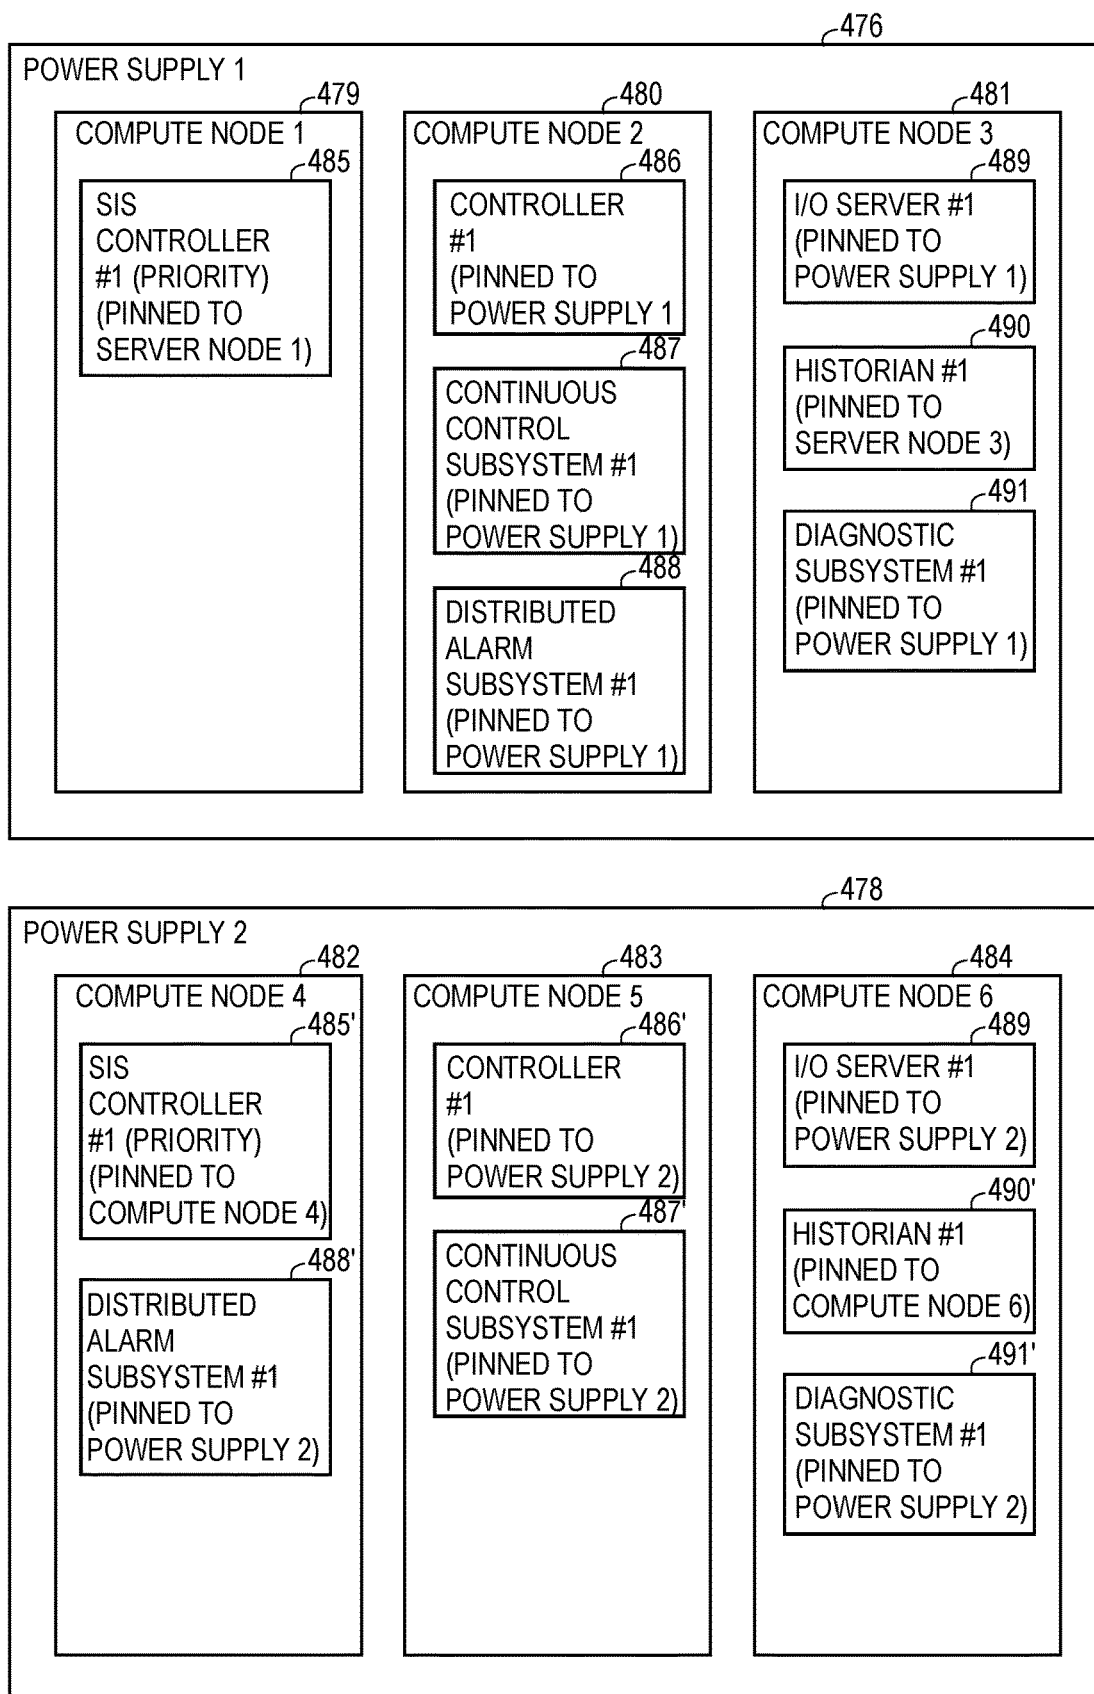 476
POWER SUPPLY 1
479
COMPUTE NODE 1
485
SIS
CONTROLLER
#1 (PRIORITY)
(PINNED TO
SERVER NODE 1)
480
COMPUTE NODE 2
486
CONTROLLER
#1
(PINNED TO
POWER SUPPLY 1
487
CONTINUOUS
CONTROL
SUBSYSTEM #1
(PINNED TO
POWER SUPPLY 1)
488
DISTRIBUTED
ALARM
SUBSYSTEM #1
(PINNED TO
POWER SUPPLY 1)
481
COMPUTE NODE 3
489
I/O SERVER #1
(PINNED TO
POWER SUPPLY 1)
490
HISTORIAN #1
(PINNED TO
SERVER NODE 3)
491
DIAGNOSTIC
SUBSYSTEM #1
(PINNED TO
POWER SUPPLY 1)
478
POWER SUPPLY 2
482
COMPUTE NODE 4
485'
SIS
CONTROLLER
#1 (PRIORITY)
(PINNED TO
COMPUTE NODE 4)
488'
DISTRIBUTED
ALARM
SUBSYSTEM #1
(PINNED TO
POWER SUPPLY 2)
483
COMPUTE NODE 5
486'
CONTROLLER
#1
(PINNED TO
POWER SUPPLY 2)
487'
CONTINUOUS
CONTROL
SUBSYSTEM #1
(PINNED TO
POWER SUPPLY 2)
484
COMPUTE NODE 6
489
I/O SERVER #1
(PINNED TO
POWER SUPPLY 2)
490'
HISTORIAN #1
(PINNED TO
COMPUTE NODE 6)
491'
DIAGNOSTIC
SUBSYSTEM #1
(PINNED TO
POWER SUPPLY 2)